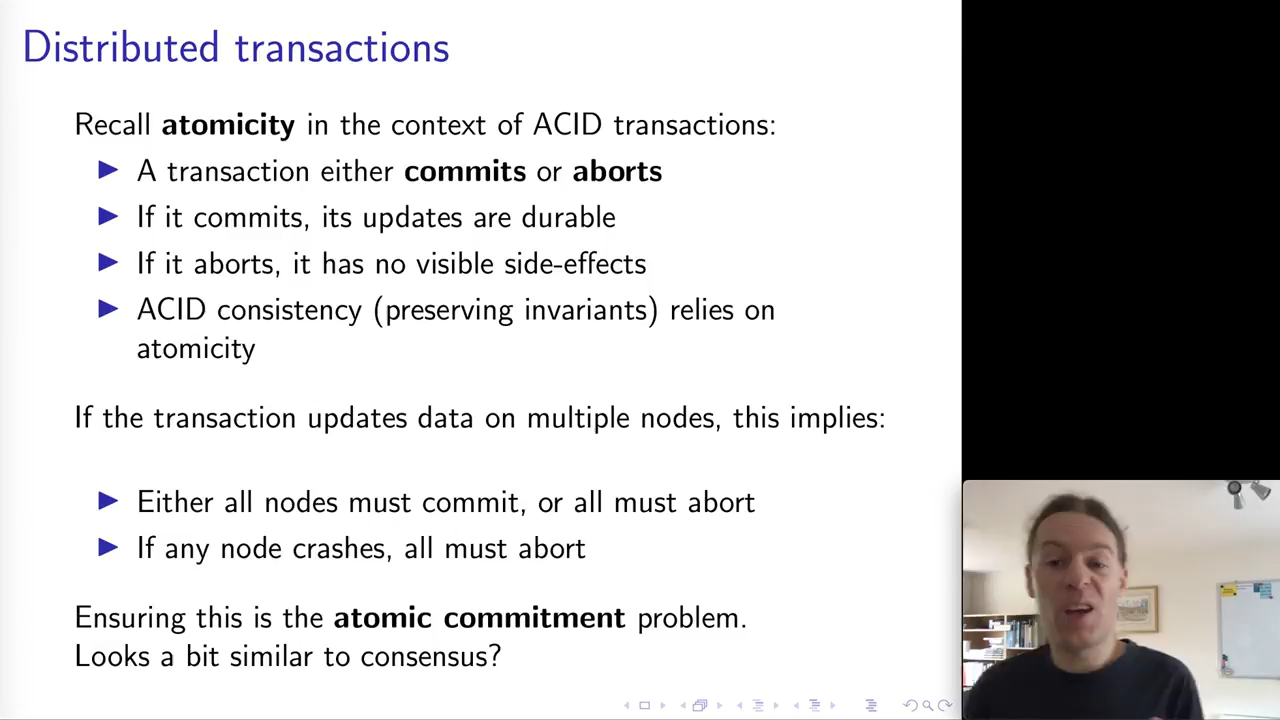 Distributed transactions
Recall atomicity in the context of ACID transactions:
A transaction either commits or aborts
If it commits, its updates are durable
If it aborts, it has no visible side-effects
ACID consistency (preserving invariants) relies on
atomicity
If the transaction updates data on multiple nodes, this implies:
Either all nodes must commit, or all must abort
If any node crashes, all must abort
Ensuring this is the atomic commitment problem.
Looks a bit similar to consensus?